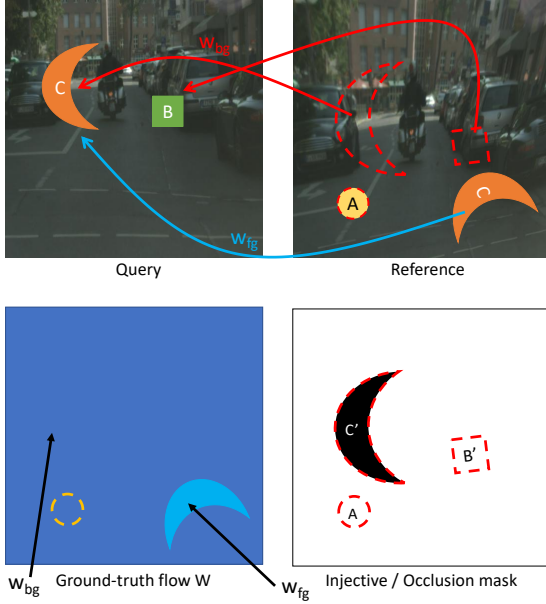 W_bg
C
B
A
C
W_fg
Query
Reference
C'
B'
A
W_bg
Ground-truth flow W
W_fg
Injective / Occlusion mask